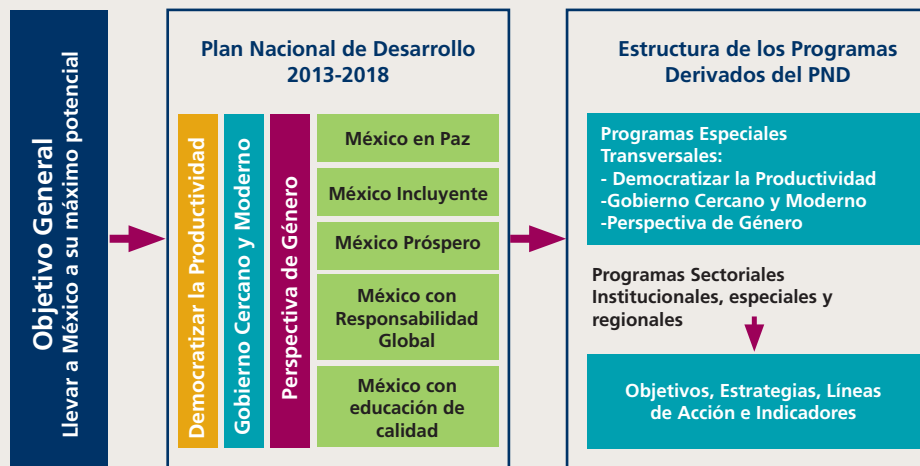 Objetivo General
Llevar a México a su máximo potencial
Plan Nacional de Desarrollo
2013-2018
Democratizar la Productividad
Gobierno Cercano y Moderno
Perspectiva de Género
México en Paz
México Incluyente
México Próspero
México con
Responsabilidad
Global
México con
educación de
calidad
Estructura de los Programas
Derivados del PND
Programas Especiales
Transversales:
- Democratizar la Productividad
-Gobierno Cercano y Moderno
-Perspectiva de Género
Programas Sectoriales
Institucionales, especiales y
regionales
Objetivos, Estrategias, Líneas
de Acción e Indicadores